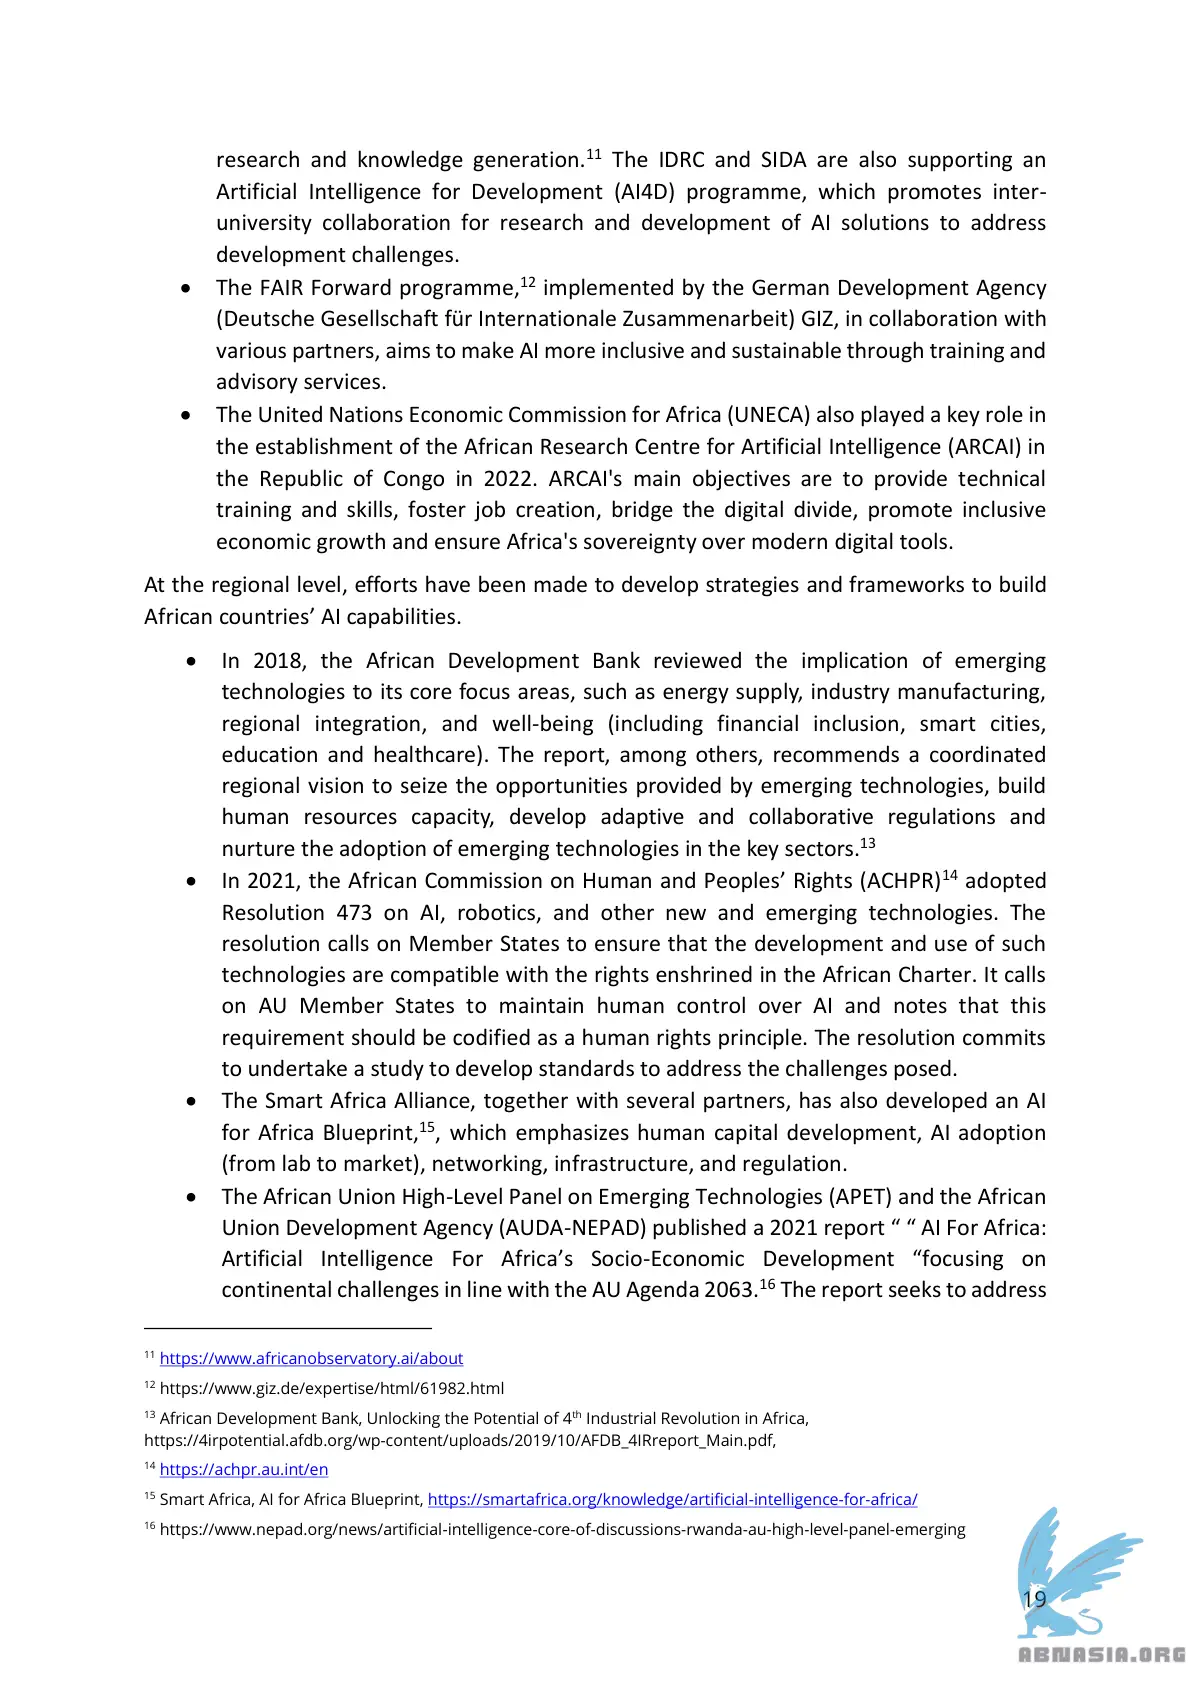 research and knowledge generation.11 The IDRC and SIDA are also supporting an
Artificial Intelligence for Development (AI4D) programme, which promotes inter-
university collaboration for research and development of AI solutions to address
development challenges.
• The FAIR Forward programme,12 implemented by the German Development Agency
(Deutsche Gesellschaft für Internationale Zusammenarbeit) GIZ, in collaboration with
various partners, aims to make AI more inclusive and sustainable through training and
advisory services.
• The United Nations Economic Commission for Africa (UNECA) also played a key role in
the establishment of the African Research Centre for Artificial Intelligence (ARCAI) in
the Republic of Congo in 2022. ARCAI's main objectives are to provide technical
training and skills, foster job creation, bridge the digital divide, promote inclusive
economic growth and ensure Africa's sovereignty over modern digital tools.
At the regional level, efforts have been made to develop strategies and frameworks to build
African countries’ AI capabilities.
• In 2018, the African Development Bank reviewed the implication of emerging
technologies to its core focus areas, such as energy supply, industry manufacturing,
regional integration, and well-being (including financial inclusion, smart cities,
education and healthcare). The report, among others, recommends a coordinated
regional vision to seize the opportunities provided by emerging technologies, build
human resources capacity, develop adaptive and collaborative regulations and
nurture the adoption of emerging technologies in the key sectors.13
• In 2021, the African Commission on Human and Peoples’ Rights (ACHPR)14 adopted
Resolution 473 on AI, robotics, and other new and emerging technologies. The
resolution calls on Member States to ensure that the development and use of such
technologies are compatible with the rights enshrined in the African Charter. It calls
on AU Member States to maintain human control over AI and notes that this
requirement should be codified as a human rights principle. The resolution commits
to undertake a study to develop standards to address the challenges posed.
• The Smart Africa Alliance, together with several partners, has also developed an AI
for Africa Blueprint,15, which emphasizes human capital development, AI adoption
(from lab to market), networking, infrastructure, and regulation.
• The African Union High-Level Panel on Emerging Technologies (APET) and the African
Union Development Agency (AUDA-NEPAD) published a 2021 report “ “ AI For Africa:
Artificial Intelligence For Africa’s Socio-Economic Development “focusing on
continental challenges in line with the AU Agenda 2063.16 The report seeks to address
11 https://www.africanobservatory.ai/about
12 https://www.giz.de/expertise/html/61982.html
13 African Development Bank, Unlocking the Potential of 4th Industrial Revolution in Africa,
https://4irpotential.afdb.org/wp-content/uploads/2019/10/AFDB_4IRreport_Main.pdf,
14 https://achpr.au.int/en
15 Smart Africa, AI for Africa Blueprint, https://smartafrica.org/knowledge/artificial-intelligence-for-africa/
16 https://www.nepad.org/news/artificial-intelligence-core-of-discussions-rwanda-au-high-level-panel-emerging
19
ABNASIA.ORG